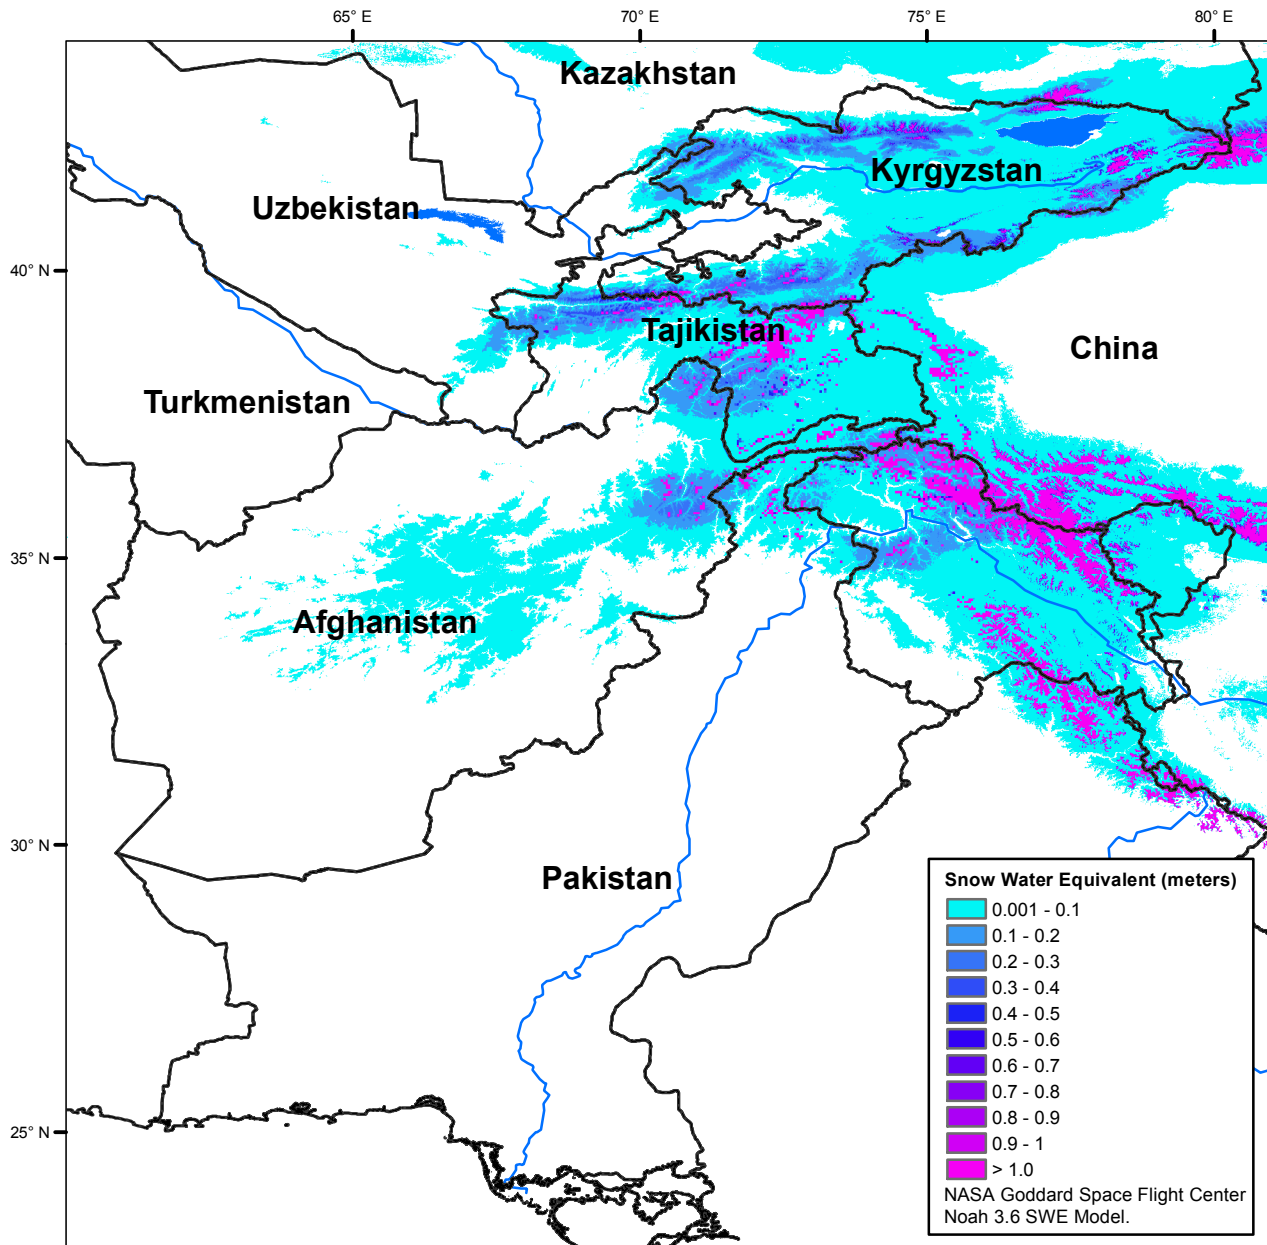 65° E
70° E
75° E
80° E
Kazakhstan
Kyrgyzstan
Uzbekistan
40° N
Tajikistan
China
Turkmenistan
35° N
Afghanistan
30° N
Pakistan
Snow Water Equivalent (meters)
0.001 - 0.1
0.1 - 0.2
0.2 - 0.3
0.3 - 0.4
0.4 - 0.5
0.5 - 0.6
0.6 - 0.7
0.7 - 0.8
0.8 - 0.9
0.9 - 1
> 1.0
NASA Goddard Space Flight Center
Noah 3.6 SWE Model.
25° N